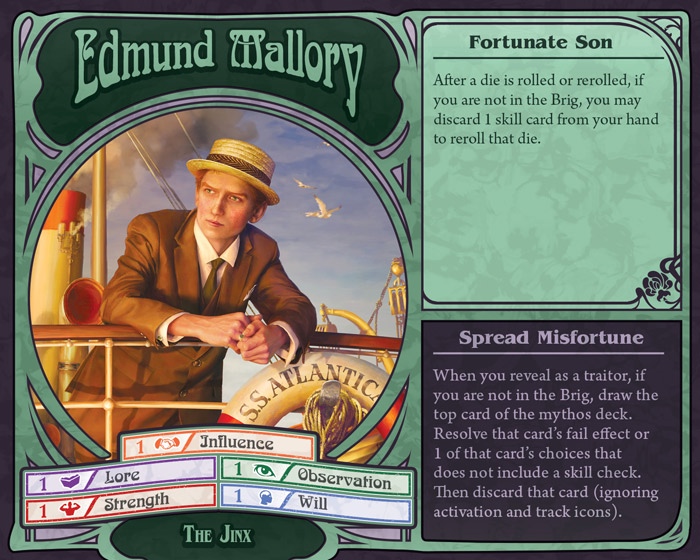 Edmund Mallory
Fortunate Son
After a die is rolled or rerolled, if
you are not in the Brig, you may
discard 1 skill card from your hand
to reroll that die.
S.S. ATLANTICA
1 Influence
1 Lore
1 Observation
1 Strength
1 Will
The Jinx
Spread Misfortune
When you reveal as a traitor, if
you are not in the Brig, draw the
top card of the mythos deck.
Resolve that card's fail effect or
1 of that card's choices that
does not include a skill check.
Then discard that card (ignoring
activation and track icons).